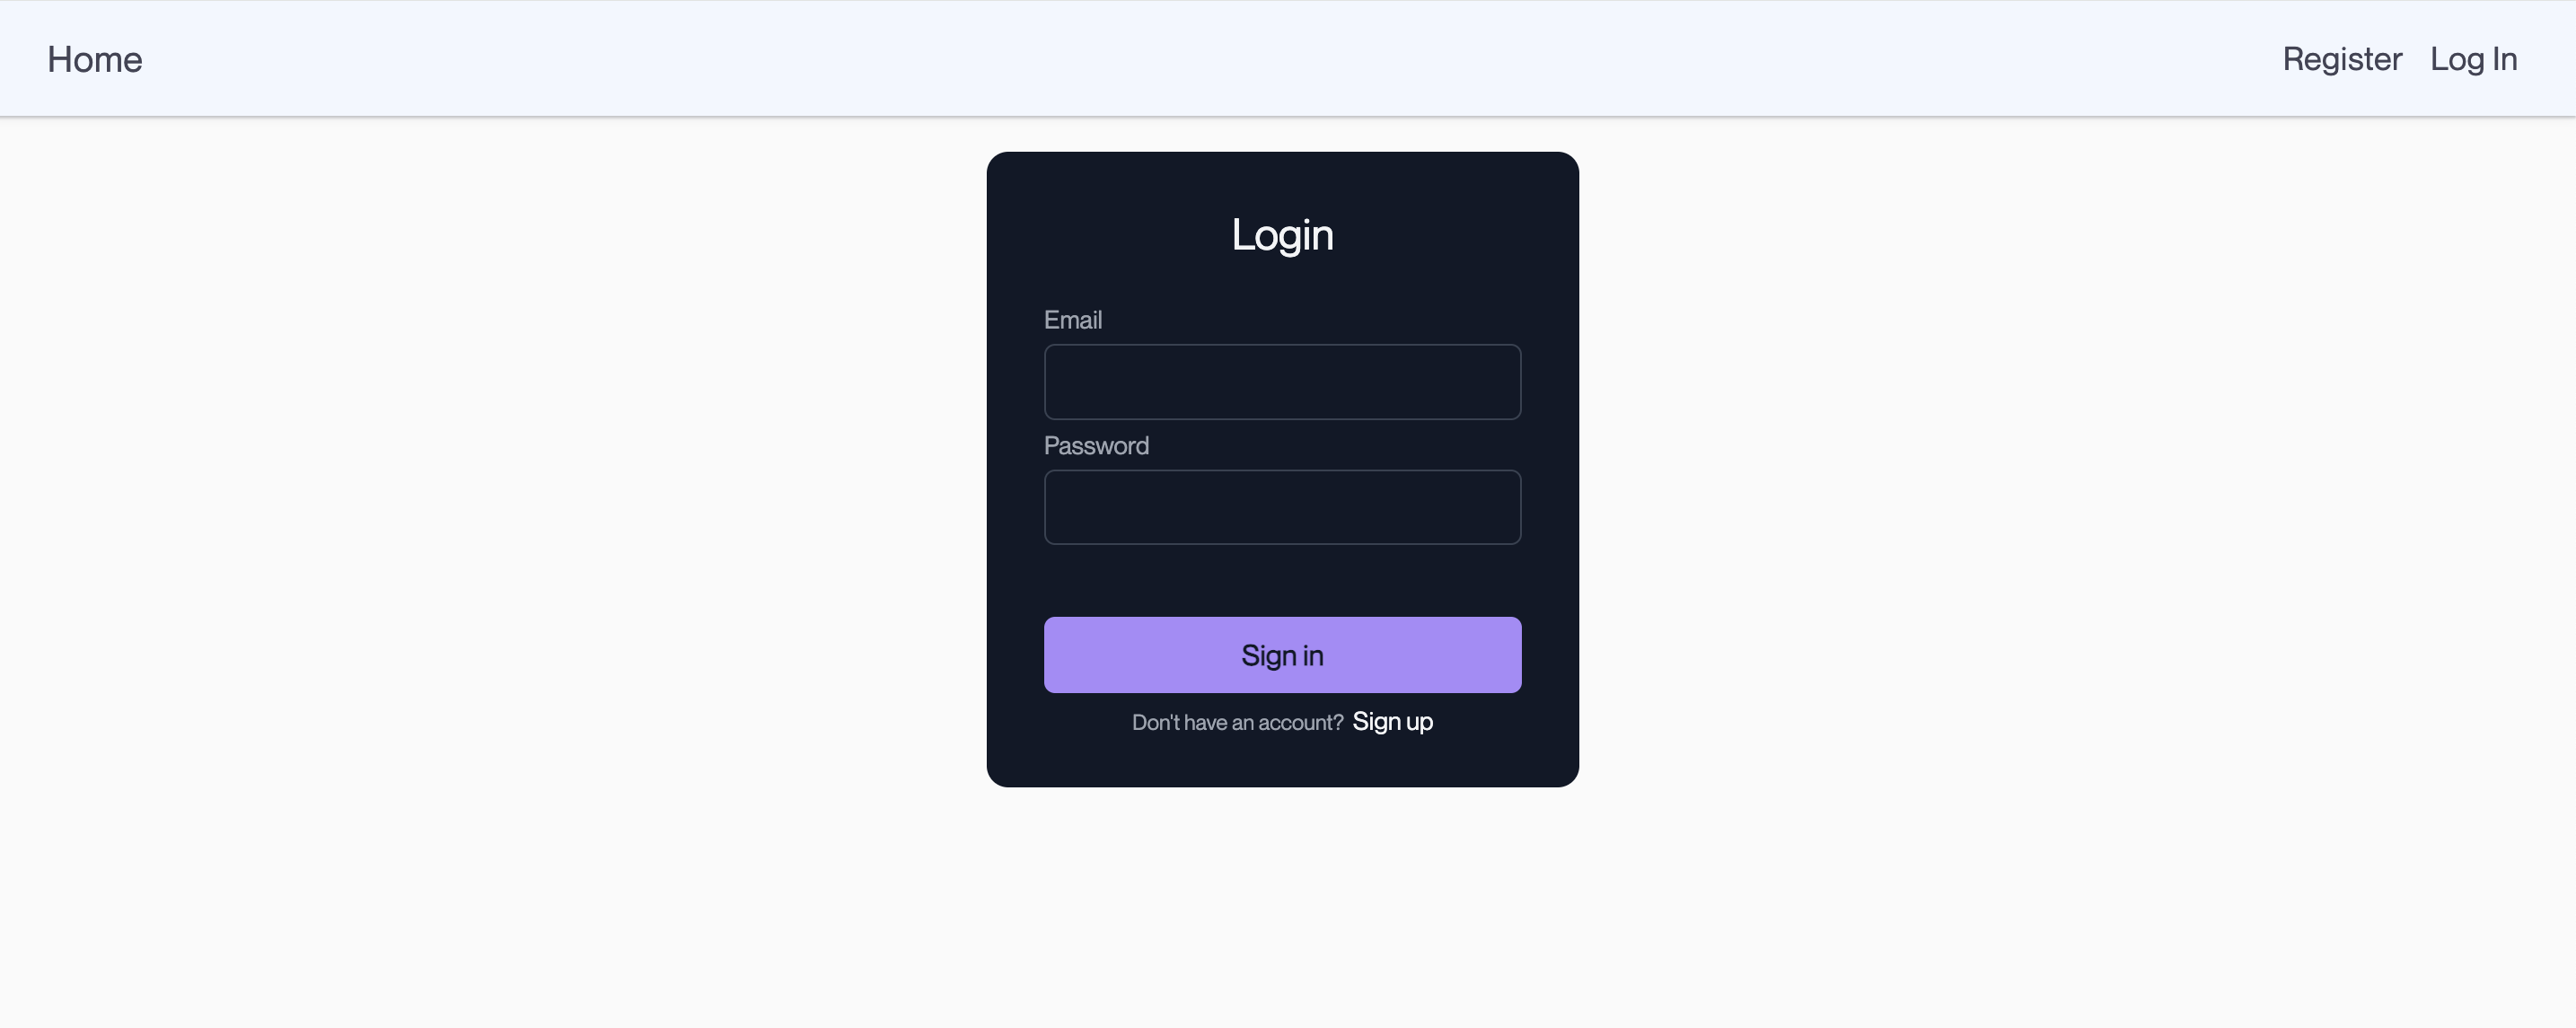 Home Register Log In
Login
Email
Password
Sign in
Don't have an account? Sign up